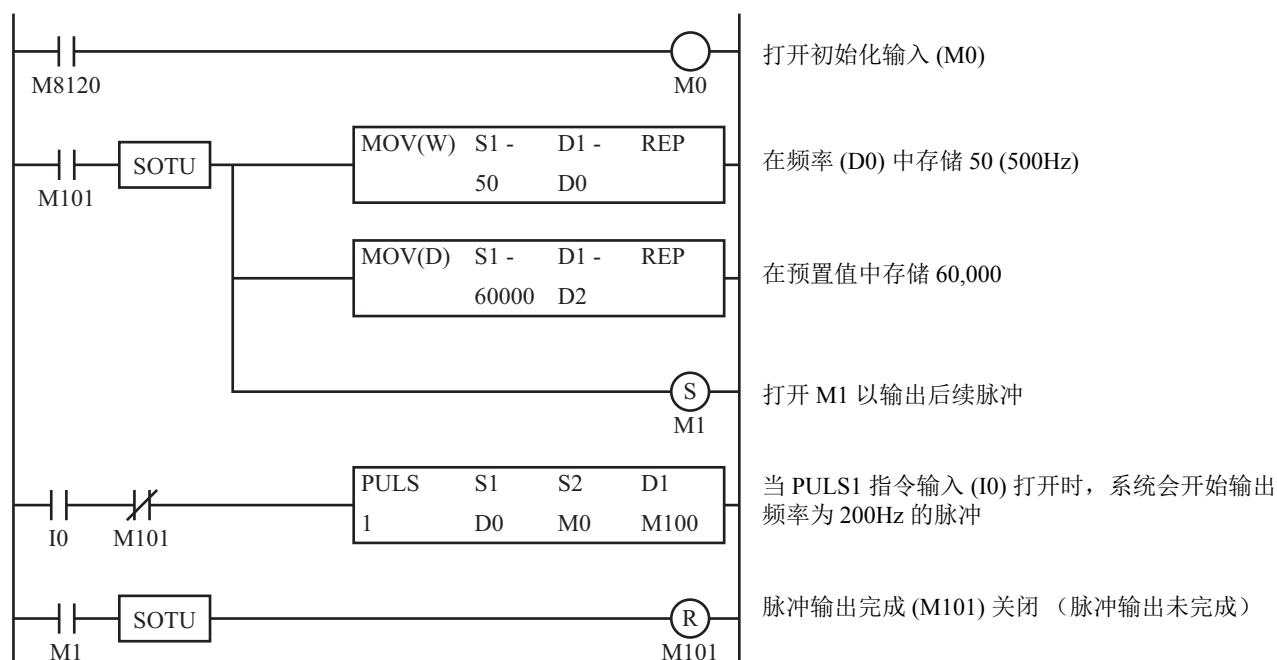 M8120
M0
打开初始化输入 (M0)
M101
SOTU
MOV(W) S1 - D1 - REP
50 D0
在频率 (D0) 中存储 50 (500Hz)
MOV(D) S1 - D1 - REP
60000 D2
在预置值中存储 60,000
S
M1
打开 M1 以输出后续脉冲
I0
M101
PULS S1 S2 D1
1 D0 M0 M100
当 PULS1 指令输入 (I0) 打开时，系统会开始输出
频率为 200Hz 的脉冲
M1
SOTU
R
M101
脉冲输出完成 (M101) 关闭 （脉冲输出未完成）